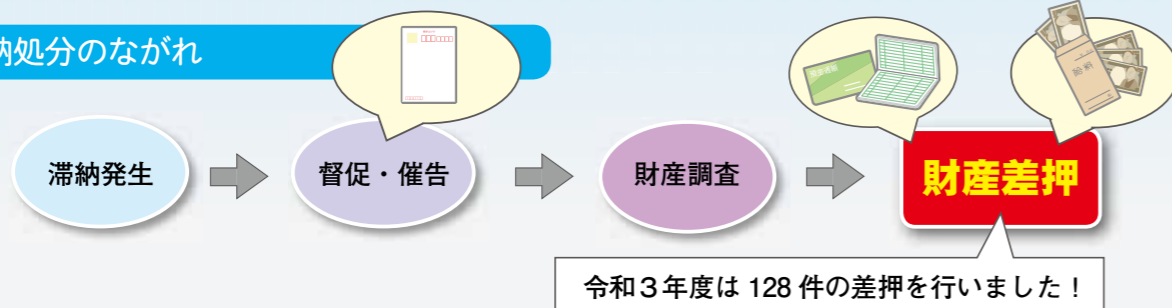 納処分のながれ
滞納発生
督促・催告
財産調査
財産差押
給納
令和３年度は 128 件の差押を行いました！